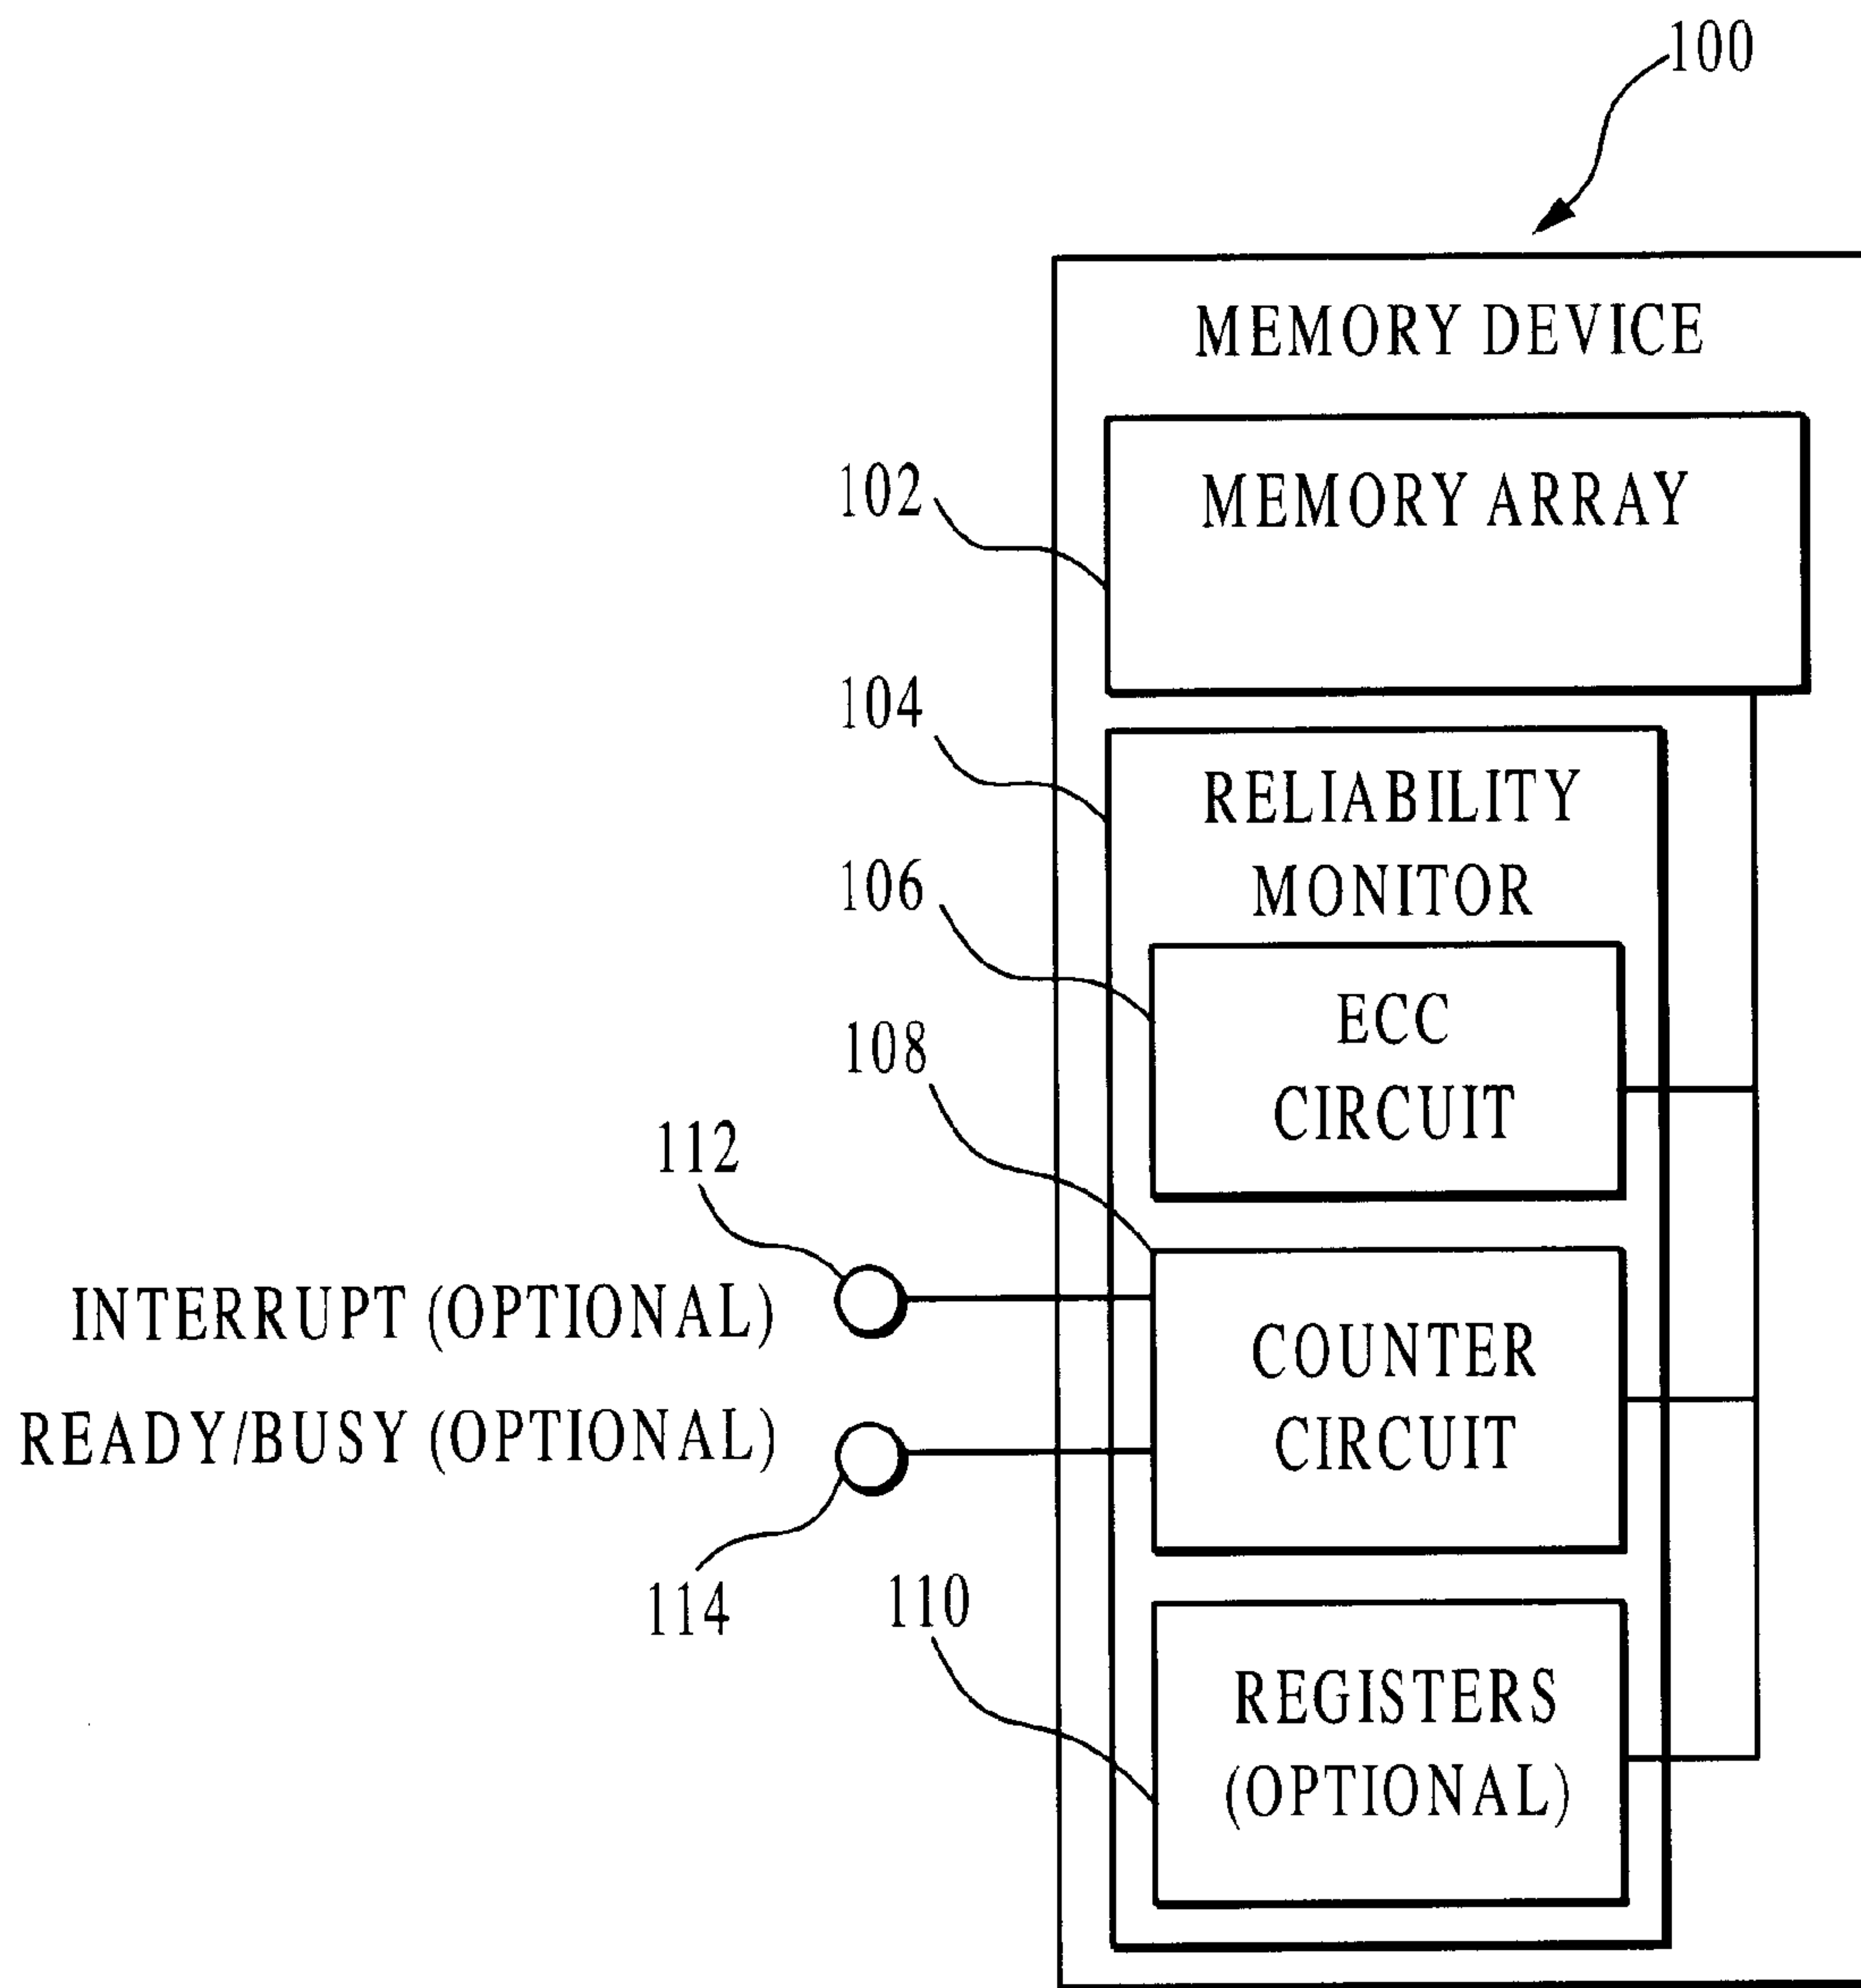 100
MEMORY DEVICE
102
MEMORY ARRAY
104
RELIABILITY
MONITOR
106
ECC
CIRCUIT
108
112
INTERRUPT (OPTIONAL)
COUNTER
CIRCUIT
READY/BUSY (OPTIONAL)
114
110
REGISTERS
(OPTIONAL)